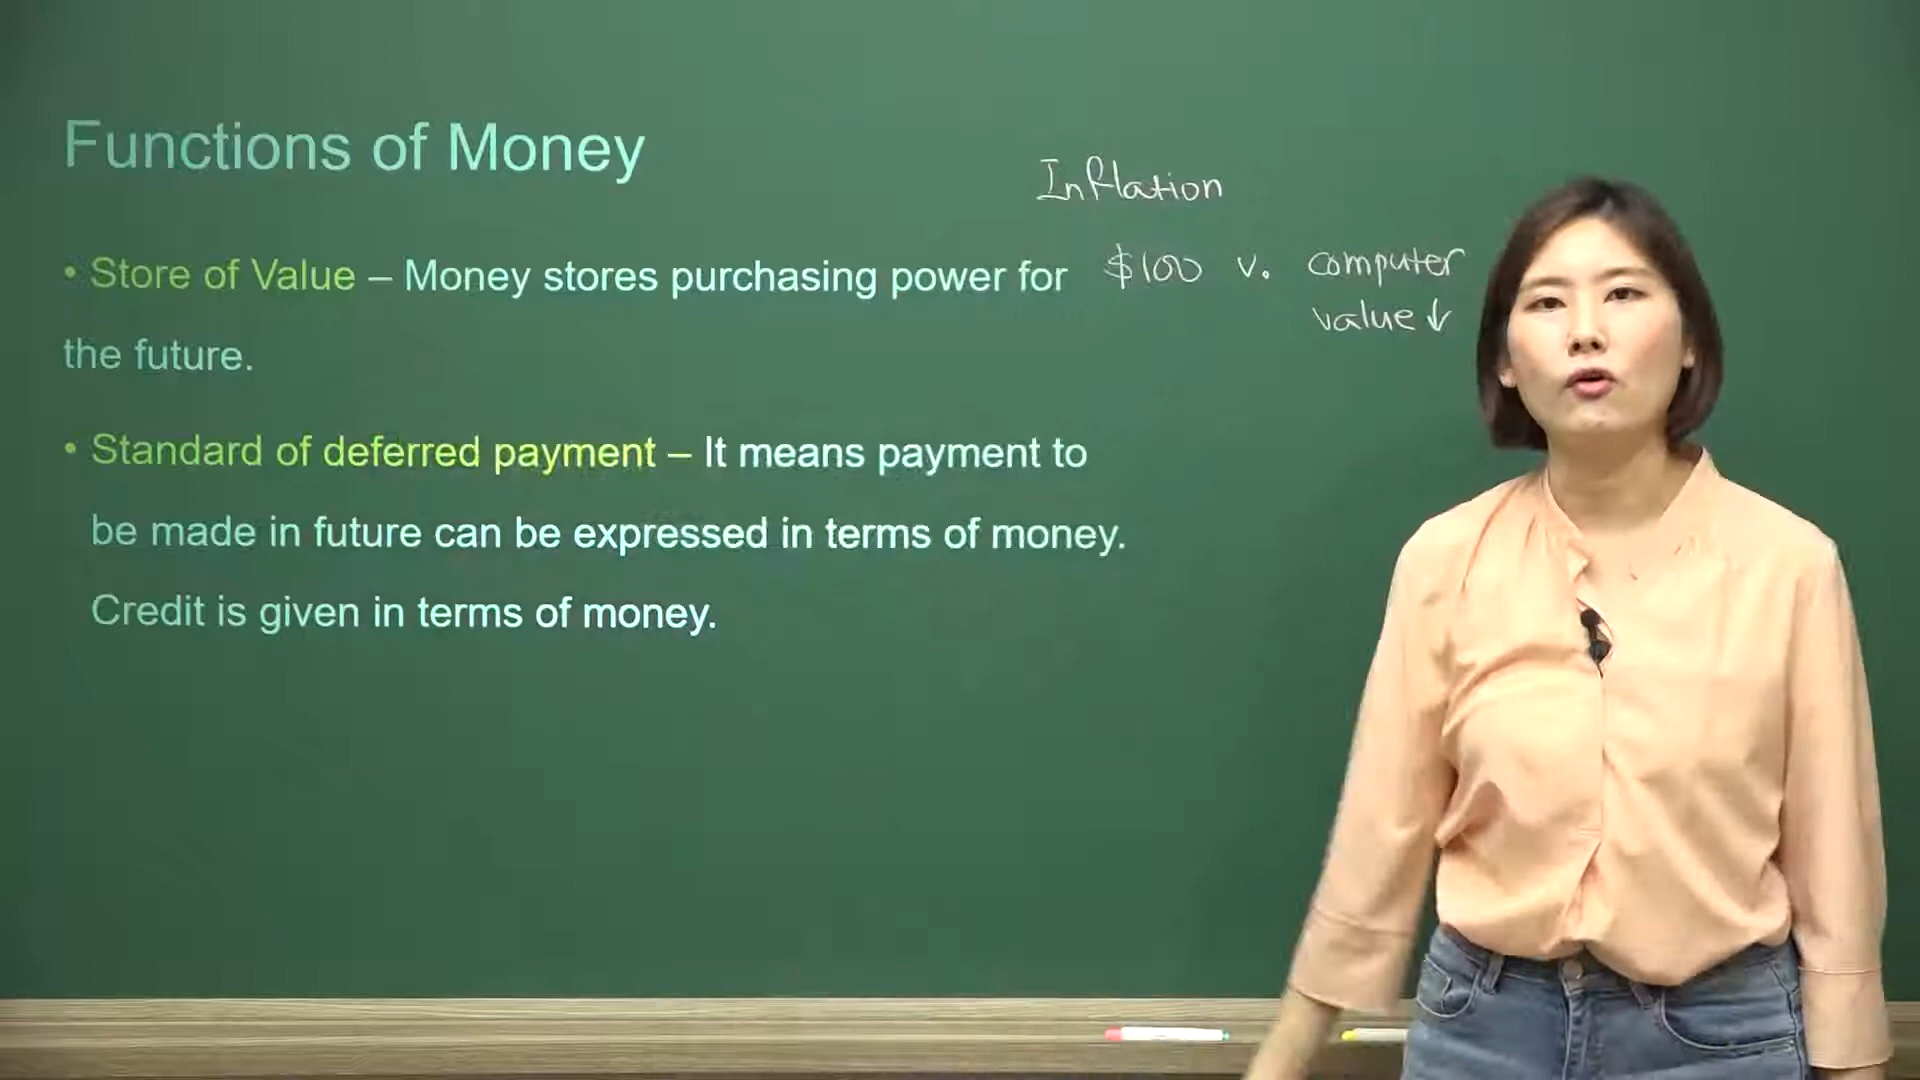 Functions of Money
• Store of Value – Money stores purchasing power for
the future.
• Standard of deferred payment – It means payment to
be made in future can be expressed in terms of money.
Credit is given in terms of money.
Inflation
$100 v. computer
value ↓